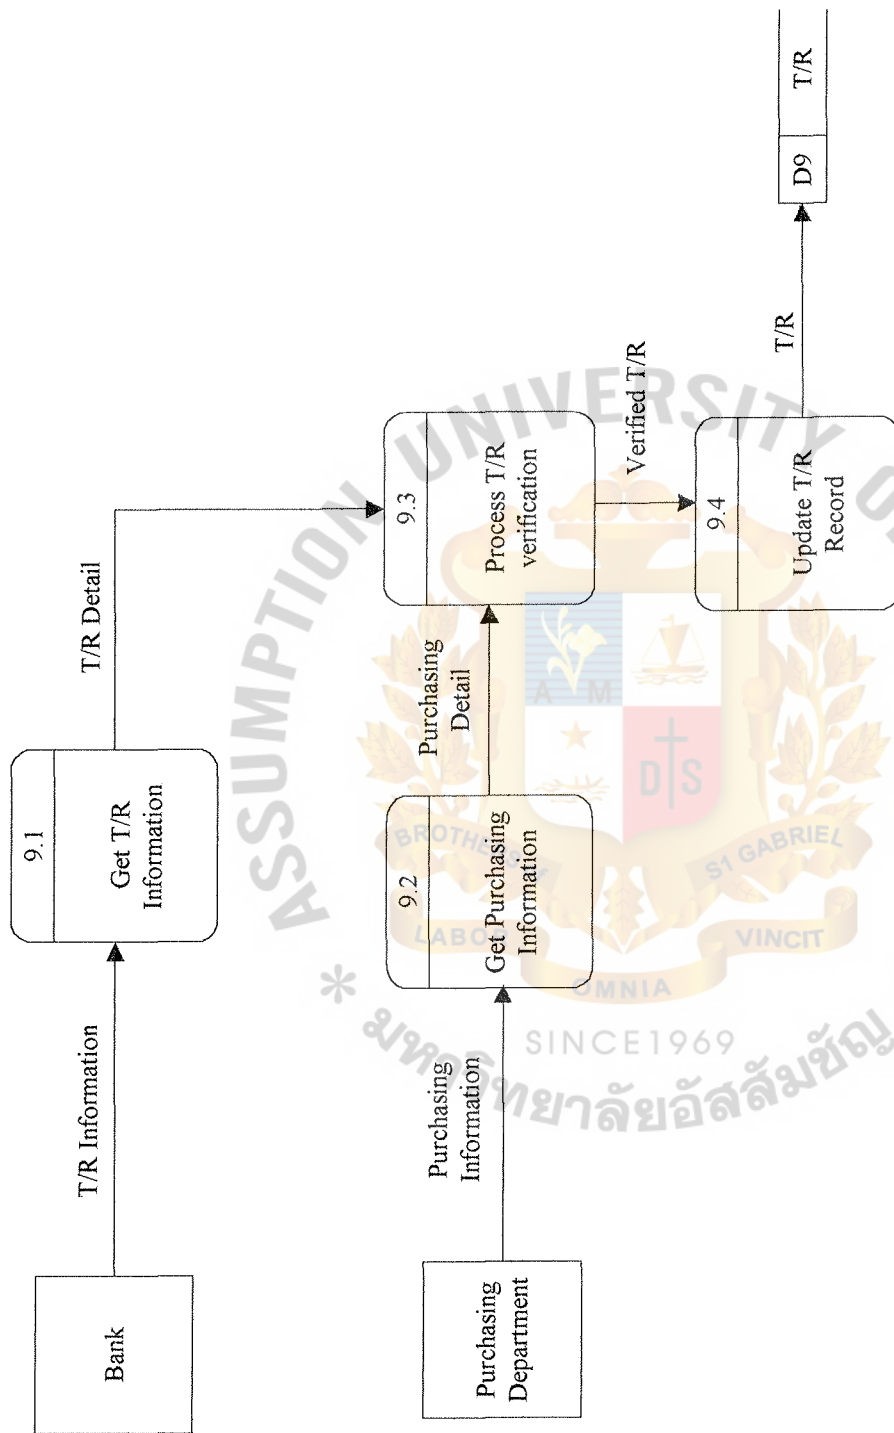 Bank
T/R Information
9.1
Get T/R
Information
T/R Detail
Purchasing
Department
Purchasing
Information
9.2
Get Purchasing
Information
Purchasing
Detail
9.3
Process T/R
verification
Verified T/R
9.4
Update T/R
Record
T/R
D9
T/R
ASSUMPTION UNIVERSITY O
A M
D S
BROTHERS
S1 GABRIEL
LABOR
VINCIT
OMNIA
SINCE1969
* มหาวิทยาลัยอัสสัมชัญ